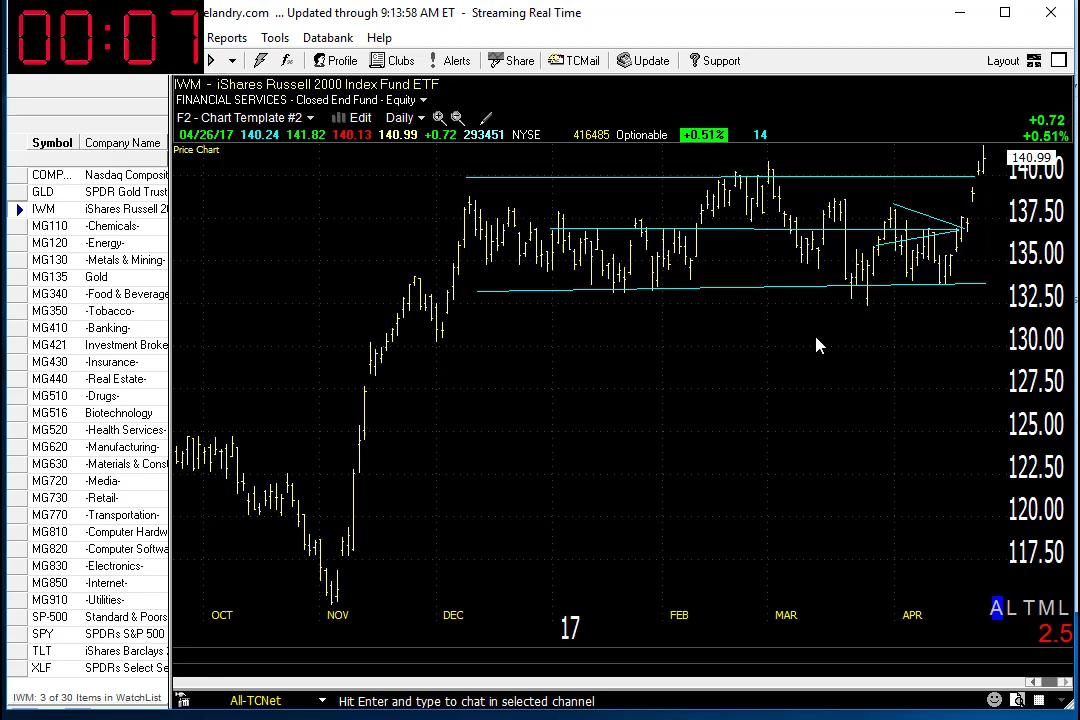 00:07
elandry.com ... Updated through 9:13:58 AM ET - Streaming Real Time
Reports Tools Databank Help
Profile Clubs Alerts Share TCMail Update Support Layout
IWM - iShares Russell 2000 Index Fund ETF
FINANCIAL SERVICES - Closed End Fund - Equity
F2 - Chart Template #2 Edit Daily
04/26/17 140.24 141.82 140.13 140.99 +0.72 293451 NYSE 416485 Optionable +0.51% 14
+0.72
+0.51%
Price Chart
Symbol Company Name
COMP... Nasdaq Composit
GLD SPDR Gold Trust
IWM iShares Russell 20
MG110 -Chemicals-
MG120 -Energy-
MG130 -Metals & Mining-
MG135 Gold
MG340 -Food & Beverage
MG350 -Tobacco-
MG410 -Banking-
MG421 Investment Broke
MG430 -Insurance-
MG440 -Real Estate-
MG510 -Drugs-
MG516 Biotechnology
MG520 -Health Services-
MG620 -Manufacturing-
MG630 -Materials & Const
MG720 -Media-
MG730 -Retail-
MG770 -Transportation-
MG810 -Computer Hardw
MG820 -Computer Softwa
MG830 -Electronics-
MG850 -Internet-
MG910 -Utilities-
SP-500 Standard & Poors
SPY SPDRs S&P 500
TLT iShares Barclays
XLF SPDRs Select Se
140.99
140.00
137.50
135.00
132.50
130.00
127.50
125.00
122.50
120.00
117.50
OCT NOV DEC 17 FEB MAR APR
A L T M L
2.5
IWM: 3 of 30 Items in WatchList
All-TCNet Hit Enter and type to chat in selected channel